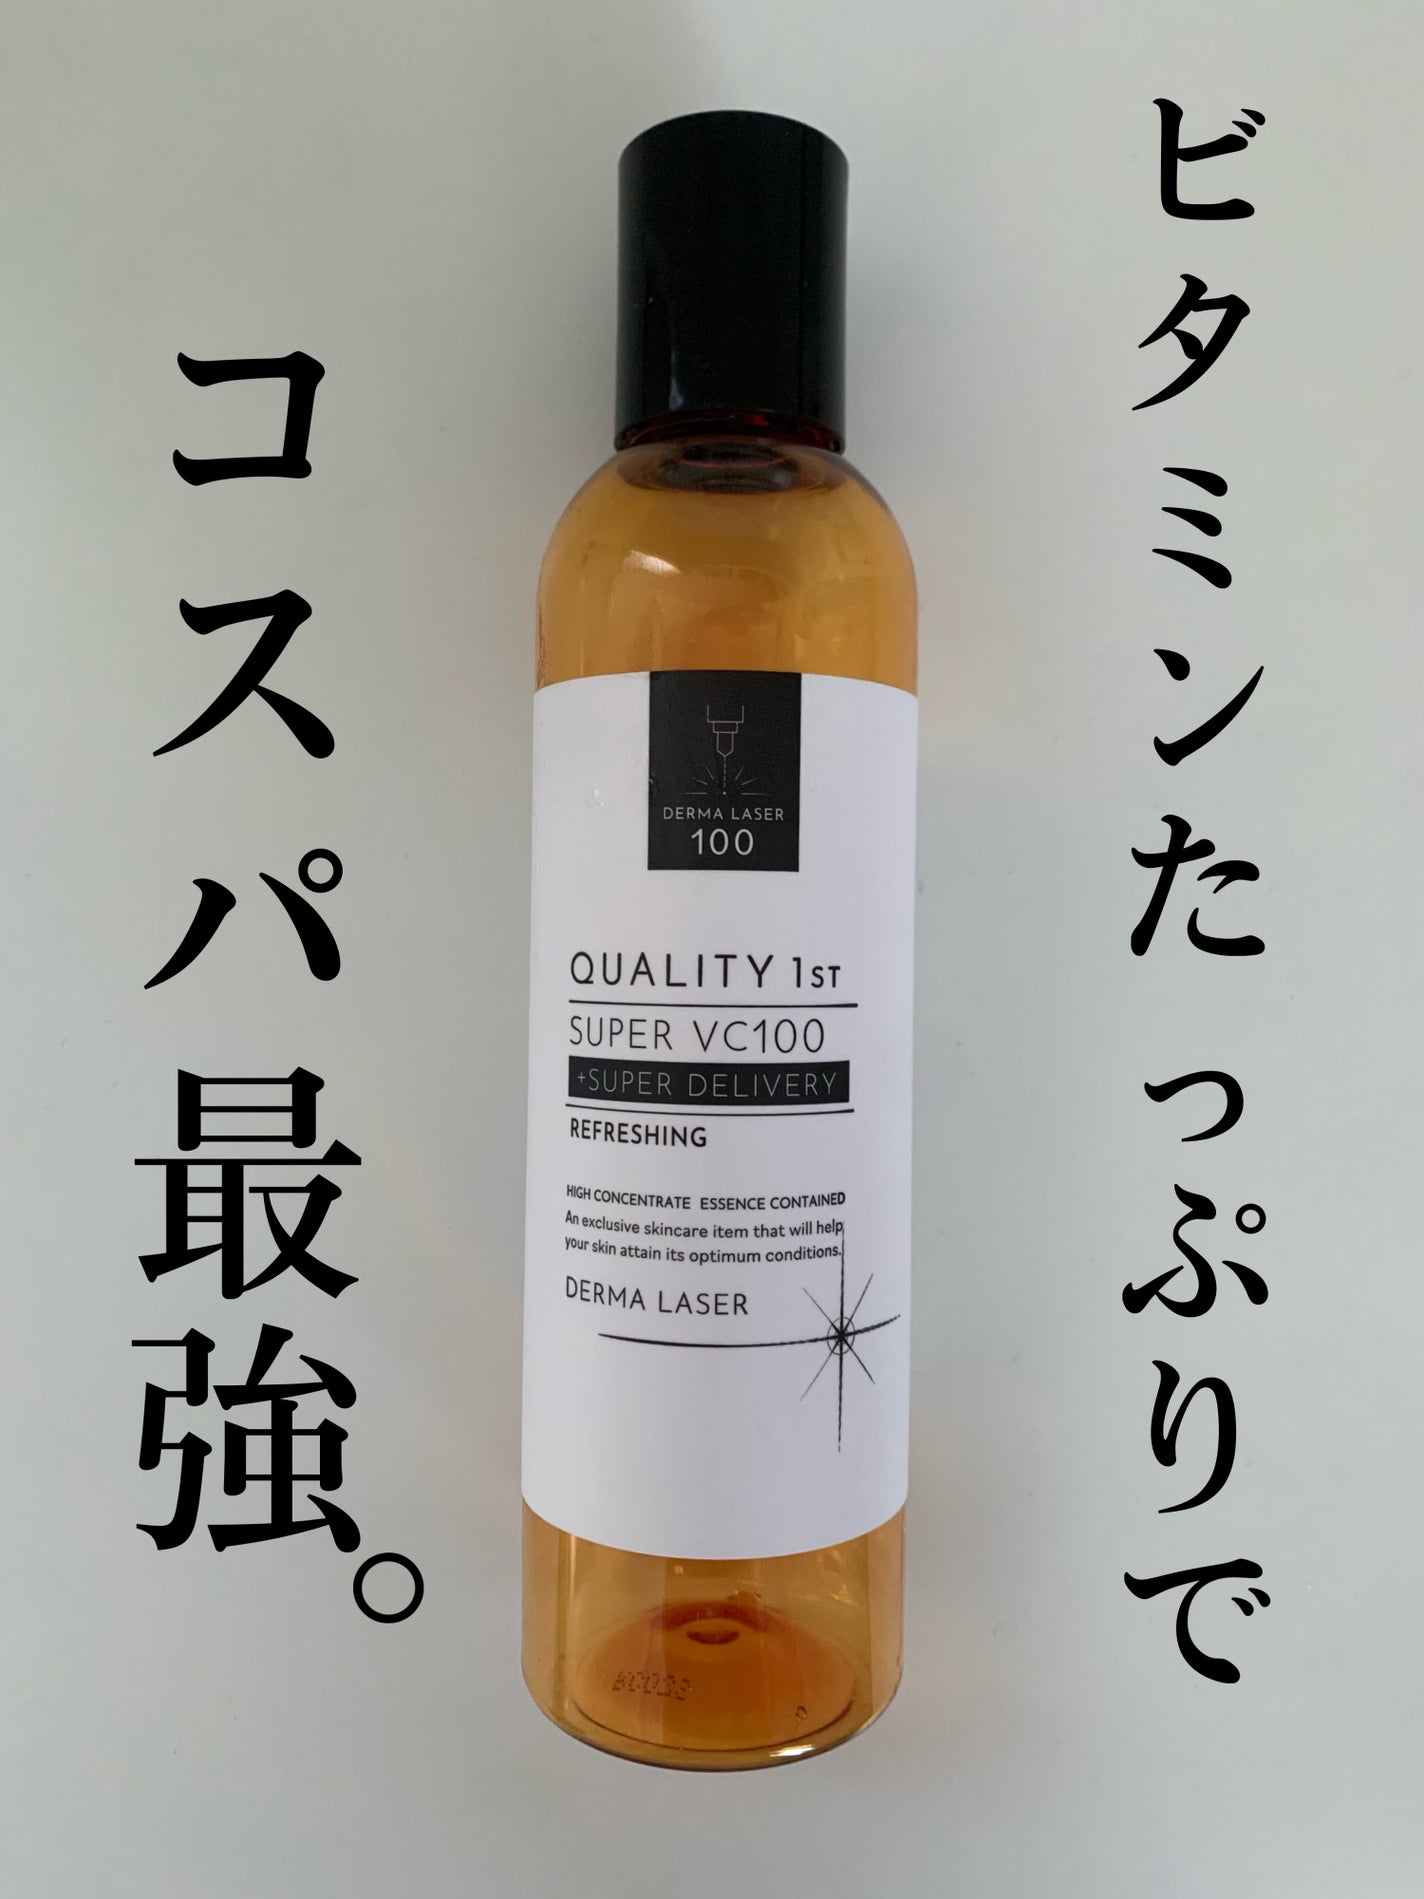 ビタミンたっぷりで
コスパ最強。
DERMA LASER
100
QUALITY 1ST
SUPER VC100
+SUPER DELIVERY
REFRESHING
HIGH CONCENTRATE ESSENCE CONTAINED
An exclusive skincare item that will help
your skin attain its optimum conditions.
DERMA LASER